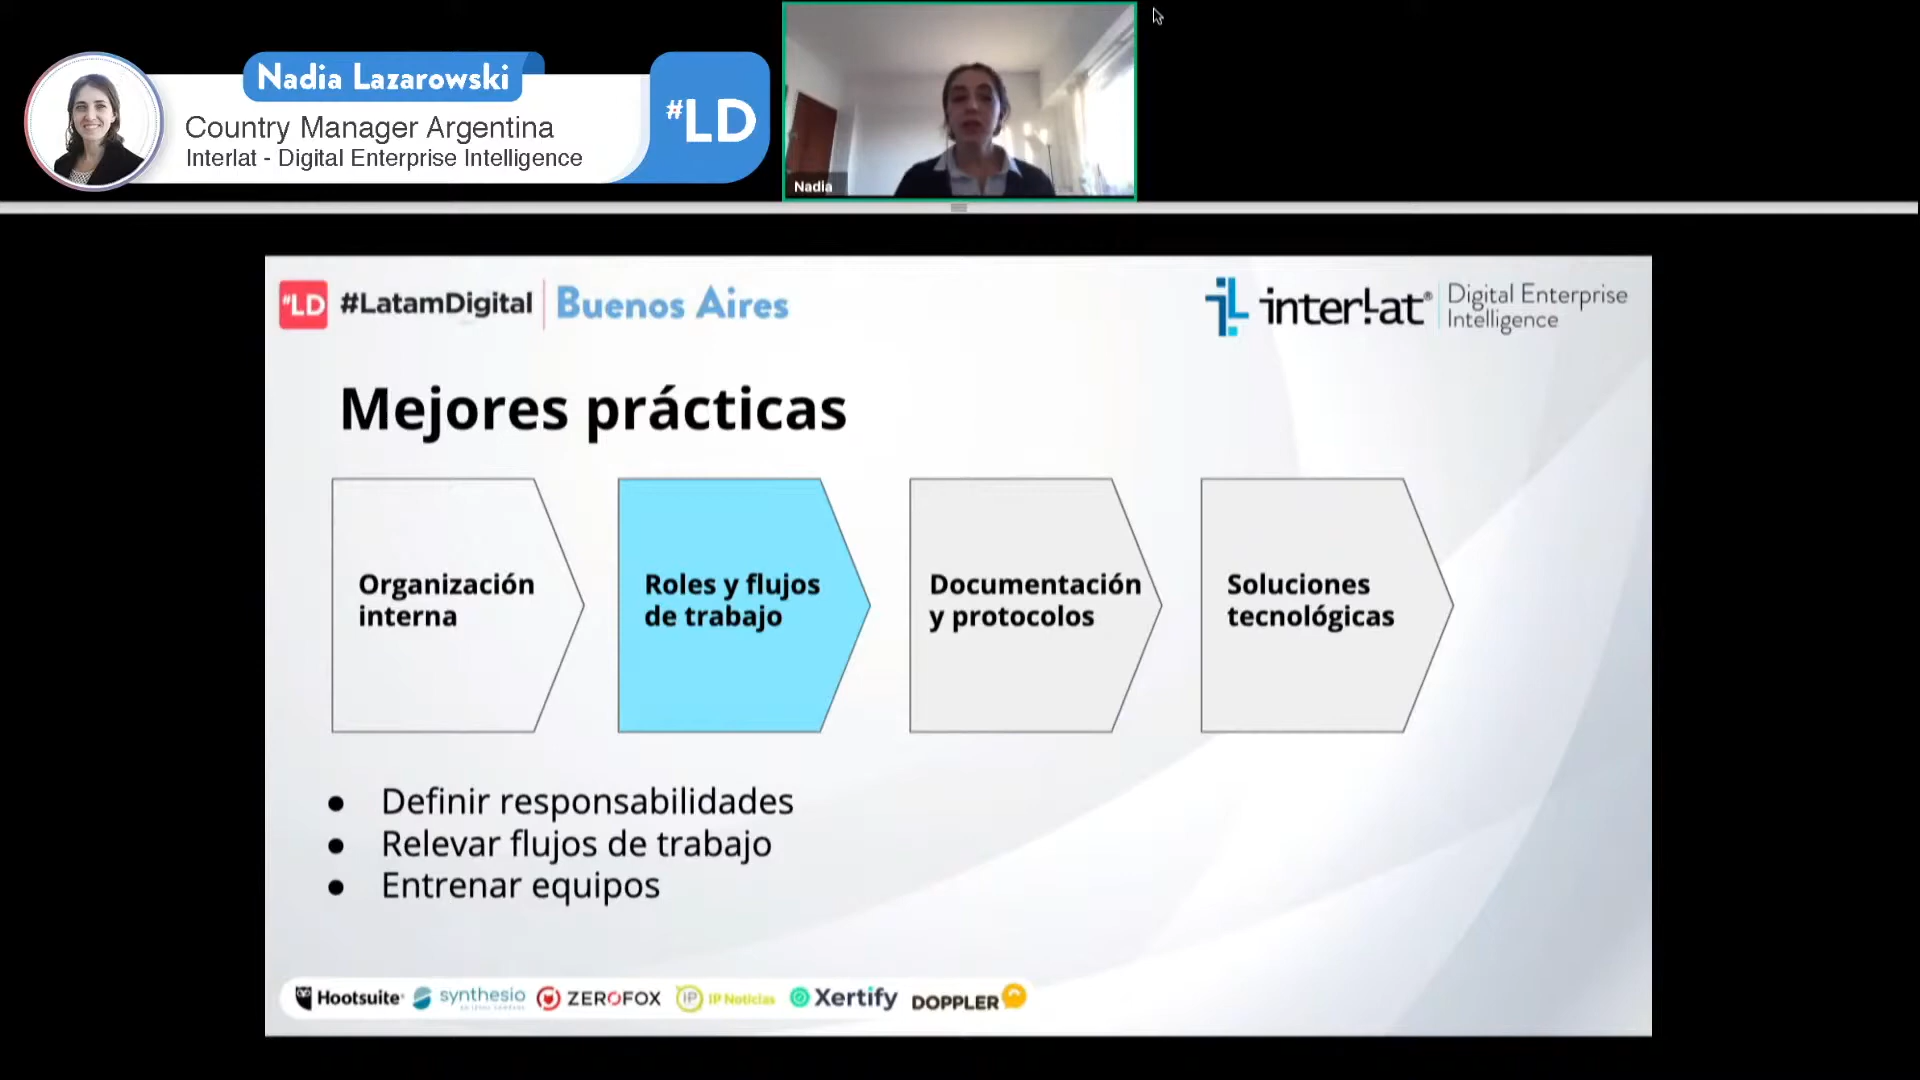 Nadia Lazarowski
Country Manager Argentina
Interlat - Digital Enterprise Intelligence
#LD
Nadia
#LD
#LatamDigital
Buenos Aires
interlat®
Digital Enterprise
Intelligence
Mejores prácticas
Organización
interna
Roles y flujos
de trabajo
Documentación
y protocolos
Soluciones
tecnológicas
● Definir responsabilidades
● Relevar flujos de trabajo
● Entrenar equipos
Hootsuite
synthesio
ZEROFOX
IP
IP Noticias
Xertify
DOPPLER